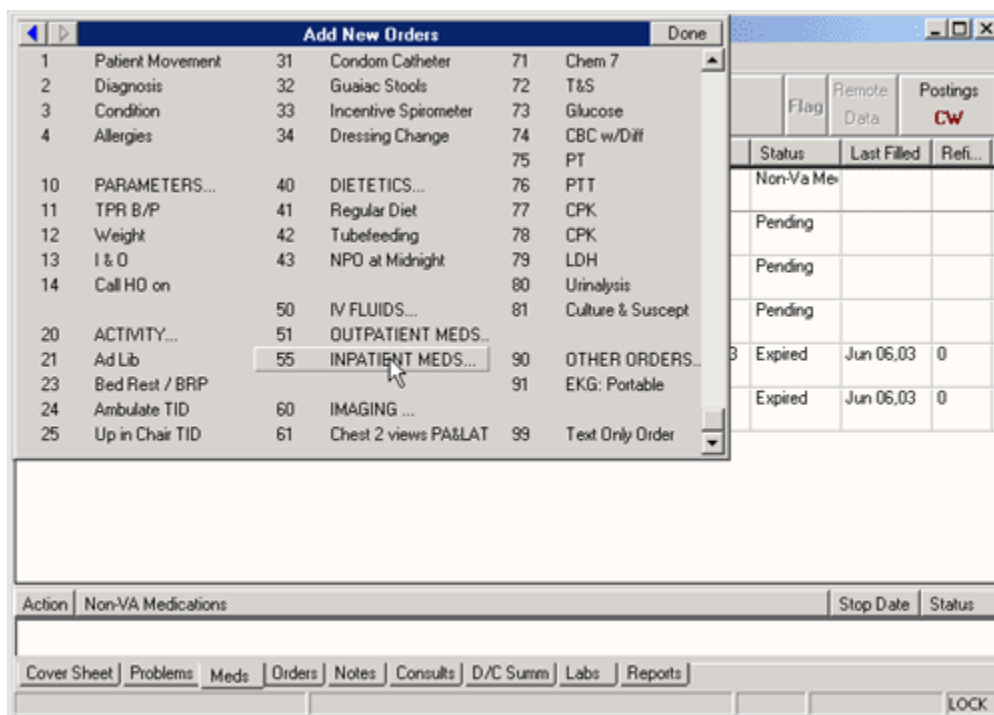 Add New Orders Done
1 Patient Movement 31 Condom Catheter 71 Chem 7
2 Diagnosis 32 Guaiac Stools 72 T&S
3 Condition 33 Incentive Spirometer 73 Glucose
4 Allergies 34 Dressing Change 74 CBC w/Diff
75 PT
10 PARAMETERS... 40 DIETETICS... 76 PTT
11 TPR B/P 41 Regular Diet 77 CPK
12 Weight 42 Tubefeeding 78 CPK
13 I & O 43 NPO at Midnight 79 LDH
14 Call HO on 80 Urinalysis
50 IV FLUIDS... 81 Culture & Suscept
20 ACTIVITY... 51 OUTPATIENT MEDS..
21 Ad Lib 55 INPATIENT MEDS... 90 OTHER ORDERS..
23 Bed Rest / BRP 91 EKG: Portable
24 Ambulate TID 60 IMAGING ...
25 Up in Chair TID 61 Chest 2 views PA&LAT 99 Text Only Order
Flag Remote Data Postings CW
Status Last Filled Refi...
Non-Va Me
Pending
Pending
Pending
3 Expired Jun 06,03 0
Expired Jun 06,03 0
Action Non-VA Medications Stop Date Status
Cover Sheet Problems Meds Orders Notes Consults D/C Summ Labs Reports
LOCK